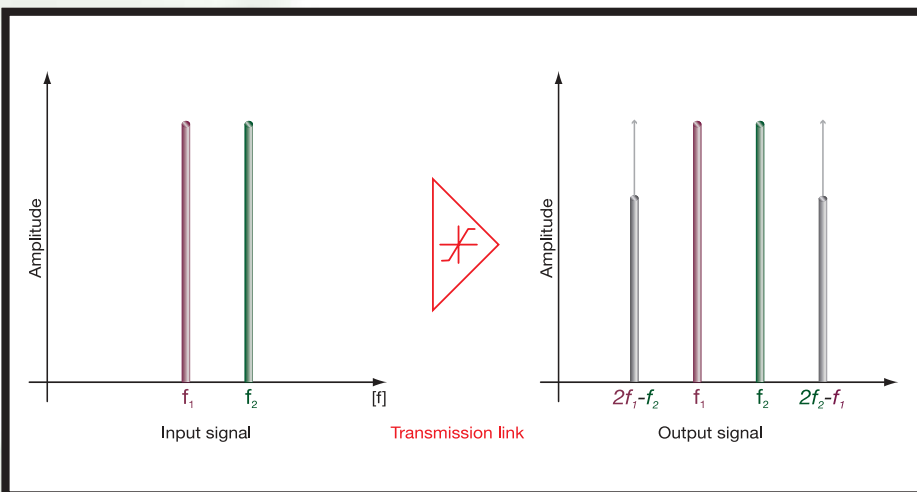 Amplitude
f₁
f₂
[f]
Input signal
Transmission link
Amplitude
2f₁-f₂
f₁
f₂
2f₂-f₁
Output signal